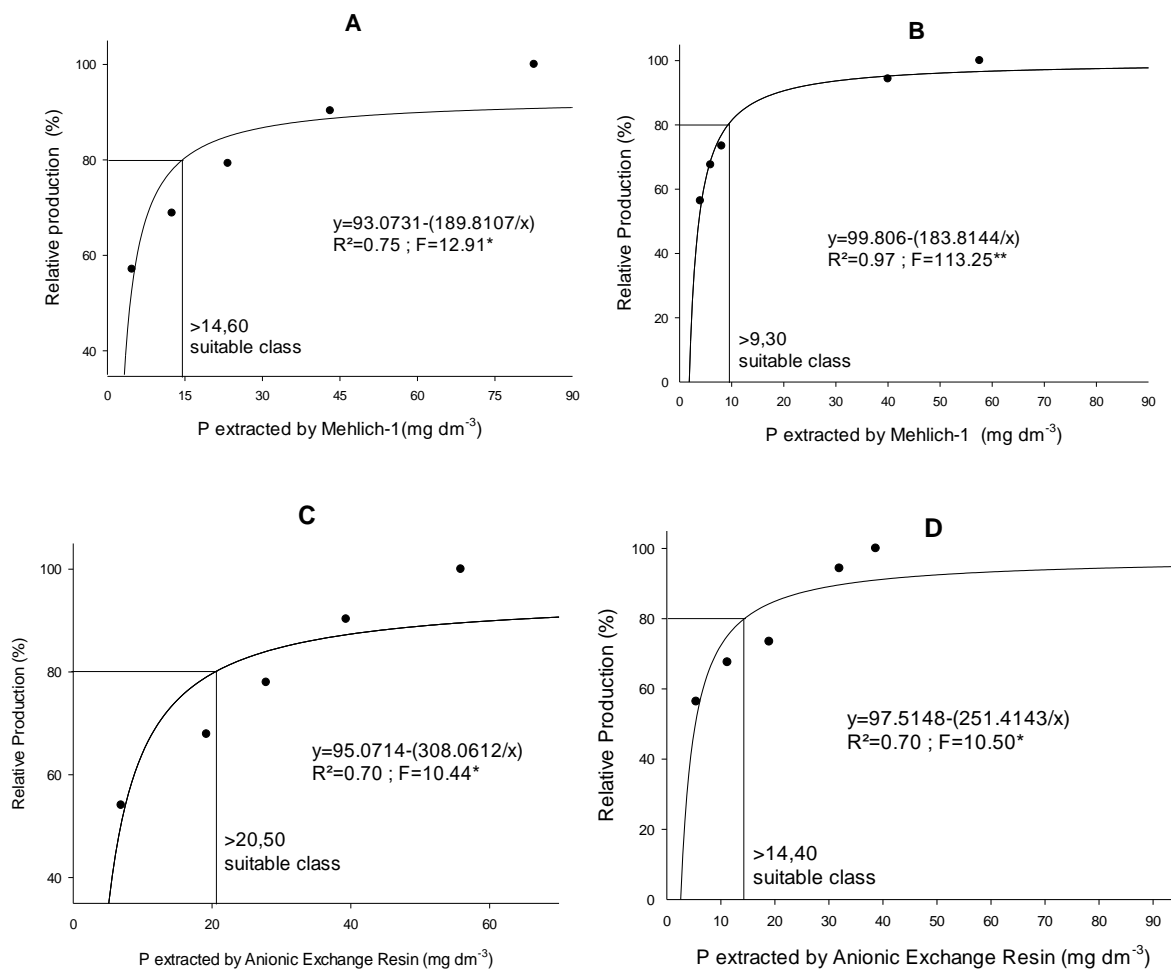 A
Relative production (%)
100
80
60
40
y=93.0731-(189.8107/x)
R²=0.75 ; F=12.91*
>14,60
suitable class
0 15 30 45 60 75 90
P extracted by Mehlich-1(mg dm-3)
B
Relative Production (%)
100
80
60
40
20
0
y=99.806-(183.8144/x)
R²=0.97 ; F=113.25**
>9,30
suitable class
0 10 20 30 40 50 60 70 80 90
P extracted by Mehlich-1 (mg dm-3)
C
Relative Production (%)
100
80
60
40
y=95.0714-(308.0612/x)
R²=0.70 ; F=10.44*
>20,50
suitable class
0 20 40 60
P extracted by Anionic Exchange Resin (mg dm-3)
D
Relative Production (%)
100
80
60
40
20
0
y=97.5148-(251.4143/x)
R²=0.70 ; F=10.50*
>14,40
suitable class
0 10 20 30 40 50 60 70 80 90
P extracted by Anionic Exchange Resin (mg dm-3)